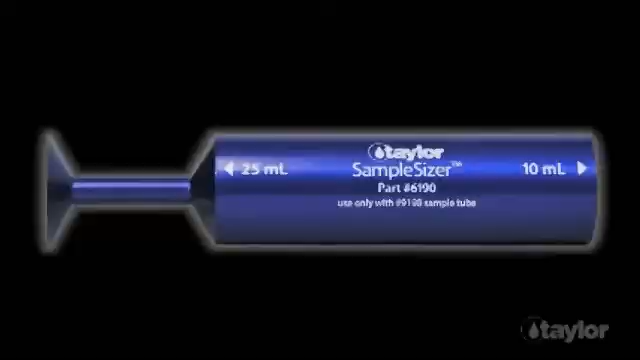 taylor
◀ 25 mL
SampleSizer™
10 mL ▶
Part #6190
use only with #9198 sample tube
taylor